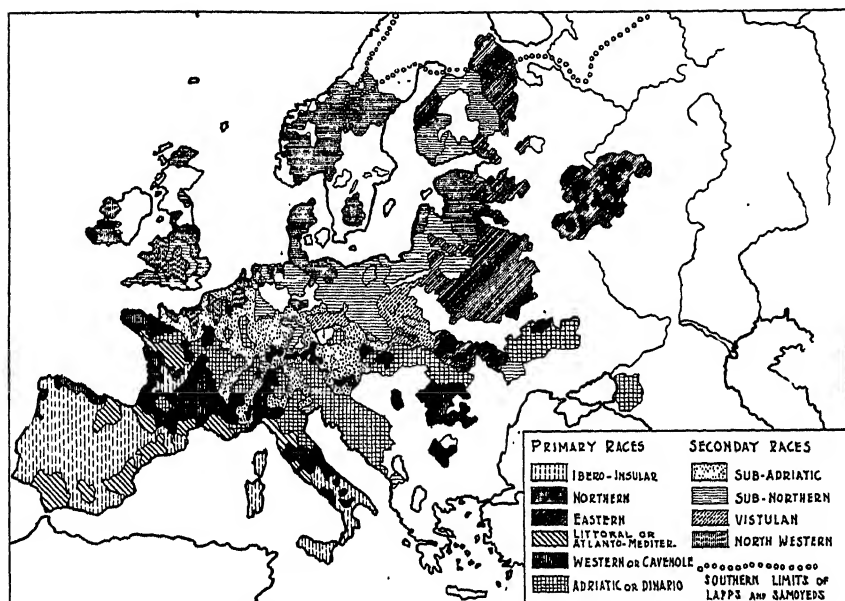 PRIMARY RACES
IBERO-INSULAR
NORTHERN
EASTERN
LITTORAL OR
ATLANTO-MEDITER.
WESTERN OR CAVENOLE
ADRIATIC OR DINARIO
SECONDAY RACES
SUB-ADRIATIC
SUB-NORTHERN
VISTULAN
NORTH WESTERN
SOUTHERN LIMITS OF
LAPPS AND SAMOYEDS